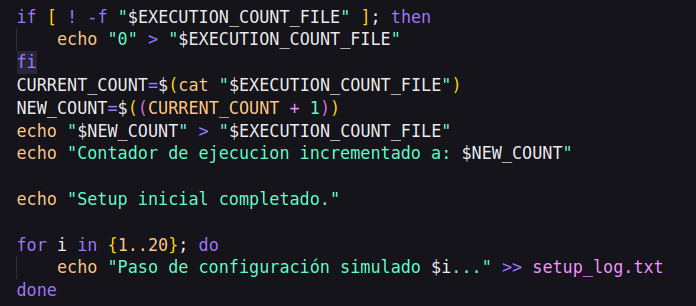 if [ ! -f "$EXECUTION_COUNT_FILE" ]; then
    echo "0" > "$EXECUTION_COUNT_FILE"
fi
CURRENT_COUNT=$(cat "$EXECUTION_COUNT_FILE")
NEW_COUNT=$((CURRENT_COUNT + 1))
echo "$NEW_COUNT" > "$EXECUTION_COUNT_FILE"
echo "Contador de ejecucion incrementado a: $NEW_COUNT"

echo "Setup inicial completado."

for i in {1..20}; do
    echo "Paso de configuración simulado $i..." >> setup_log.txt
done